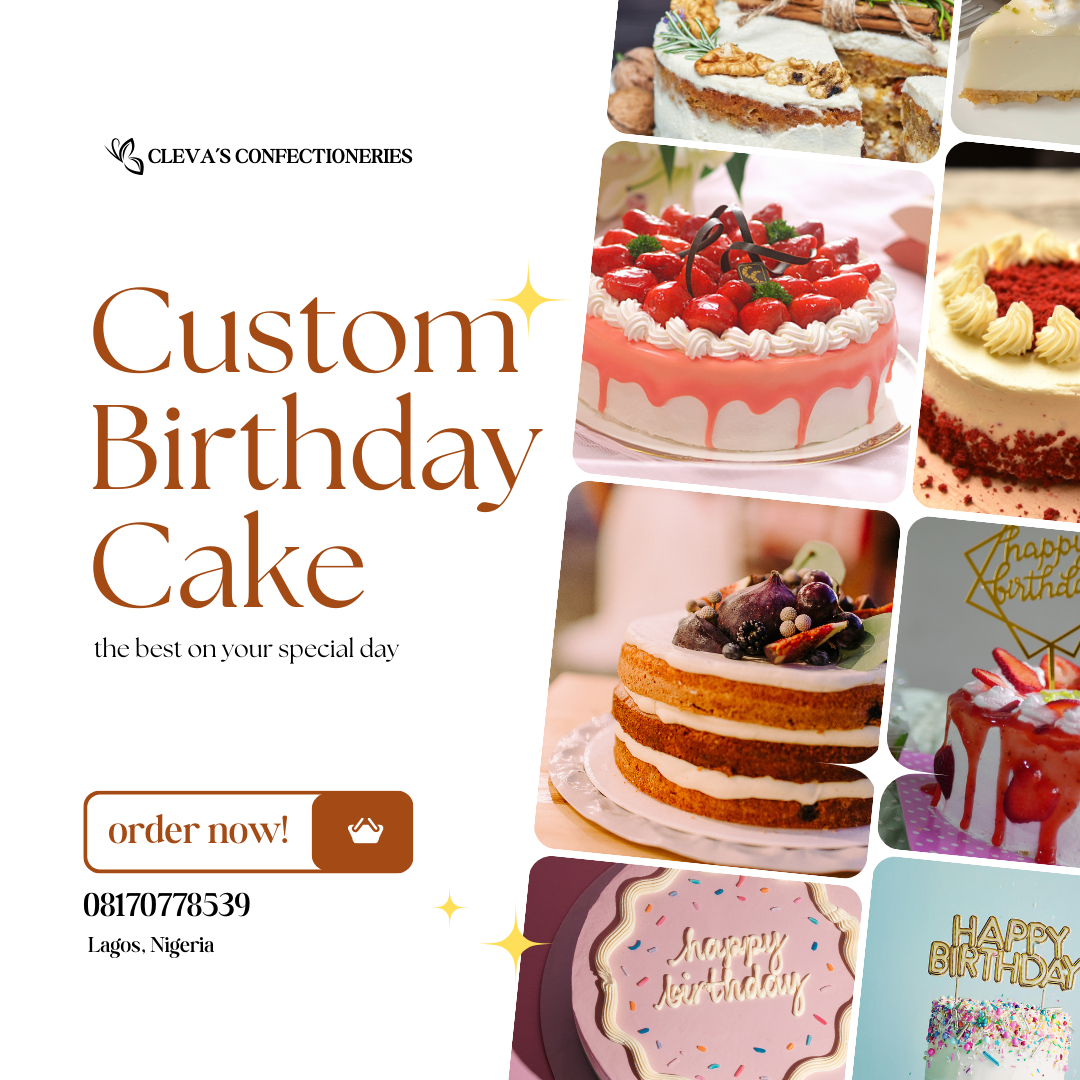 CLEVA'S CONFECTIONERIES
Custom
Birthday
Cake
the best on your special day
order now!
08170778539
Lagos, Nigeria
happy
birthda
happy
birthday
HAPPY
BIRTHDAY